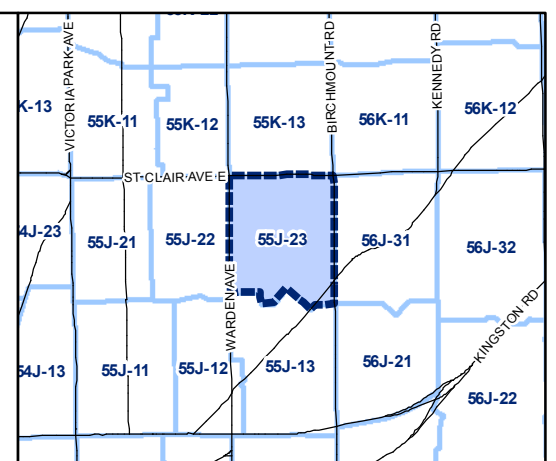 VICTORIA PARK AVE
BIRCHMOUNT RD
KENNEDY RD
K-13
55K-11
55K-12
55K-13
56K-11
56K-12
ST CLAIR AVE E
4J-23
55J-21
55J-22
55J-23
56J-31
56J-32
WARDEN AVE
KINGSTON RD
54J-13
55J-11
55J-12
55J-13
56J-21
56J-22